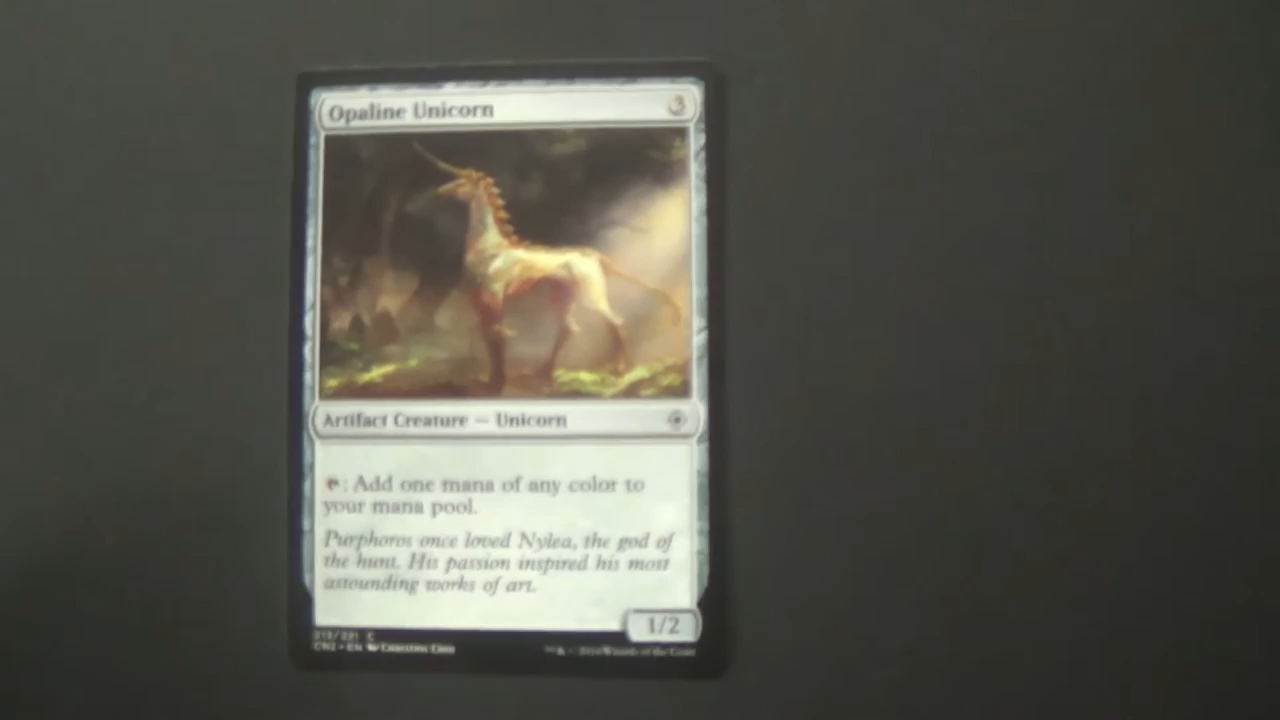 Opaline Unicorn 3
Artifact Creature — Unicorn
: Add one mana of any color to
your mana pool.
Purphoros once loved Nylea, the god of
the hunt. His passion inspired his most
astounding works of art.
1/2
CN2 • EN